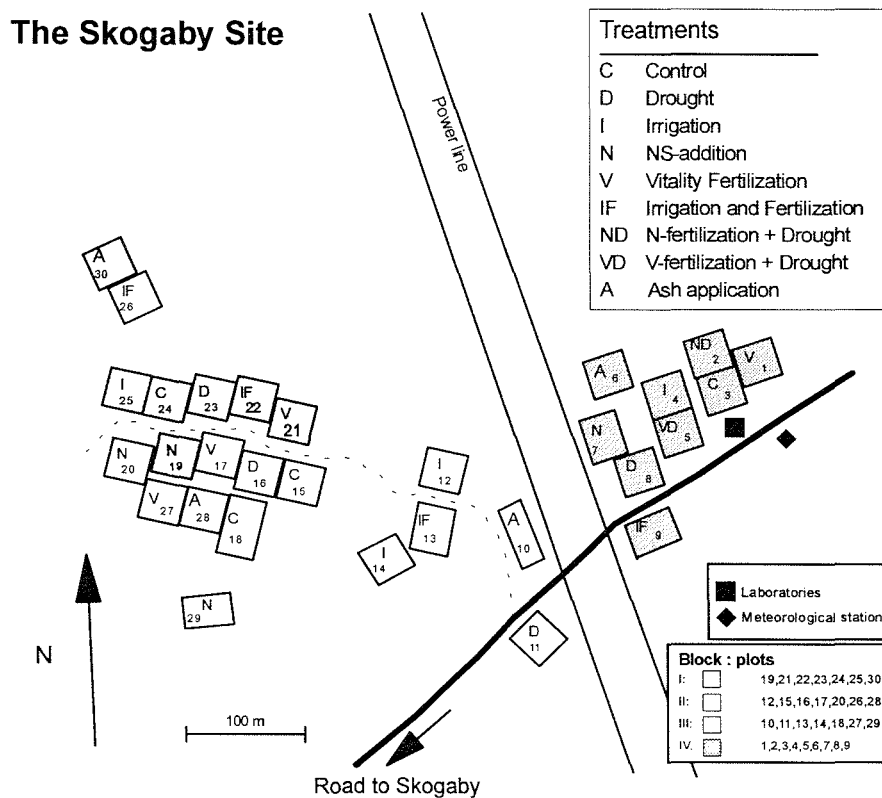 The Skogaby Site
Power line
Treatments
C Control
D Drought
I Irrigation
N NS-addition
V Vitality Fertilization
IF Irrigation and Fertilization
ND N-fertilization + Drought
VD V-fertilization + Drought
A Ash application
A
30
IF
26
ND
2
V
1
A
6
I
4
C
3
I
25
C
24
D
23
IF
22
V
21
N
7
VD
5
D
8
N
20
N
19
V
17
D
16
C
15
I
12
V
27
A
28
C
18
IF
13
A
10
IF
9
I
14
N
29
D
11
Laboratories
Meteorological station
N
Block : plots
I: 19,21,22,23,24,25,30
II: 12,15,16,17,20,26,28
III: 10,11,13,14,18,27,29
IV. 1,2,3,4,5,6,7,8,9
100 m
Road to Skogaby